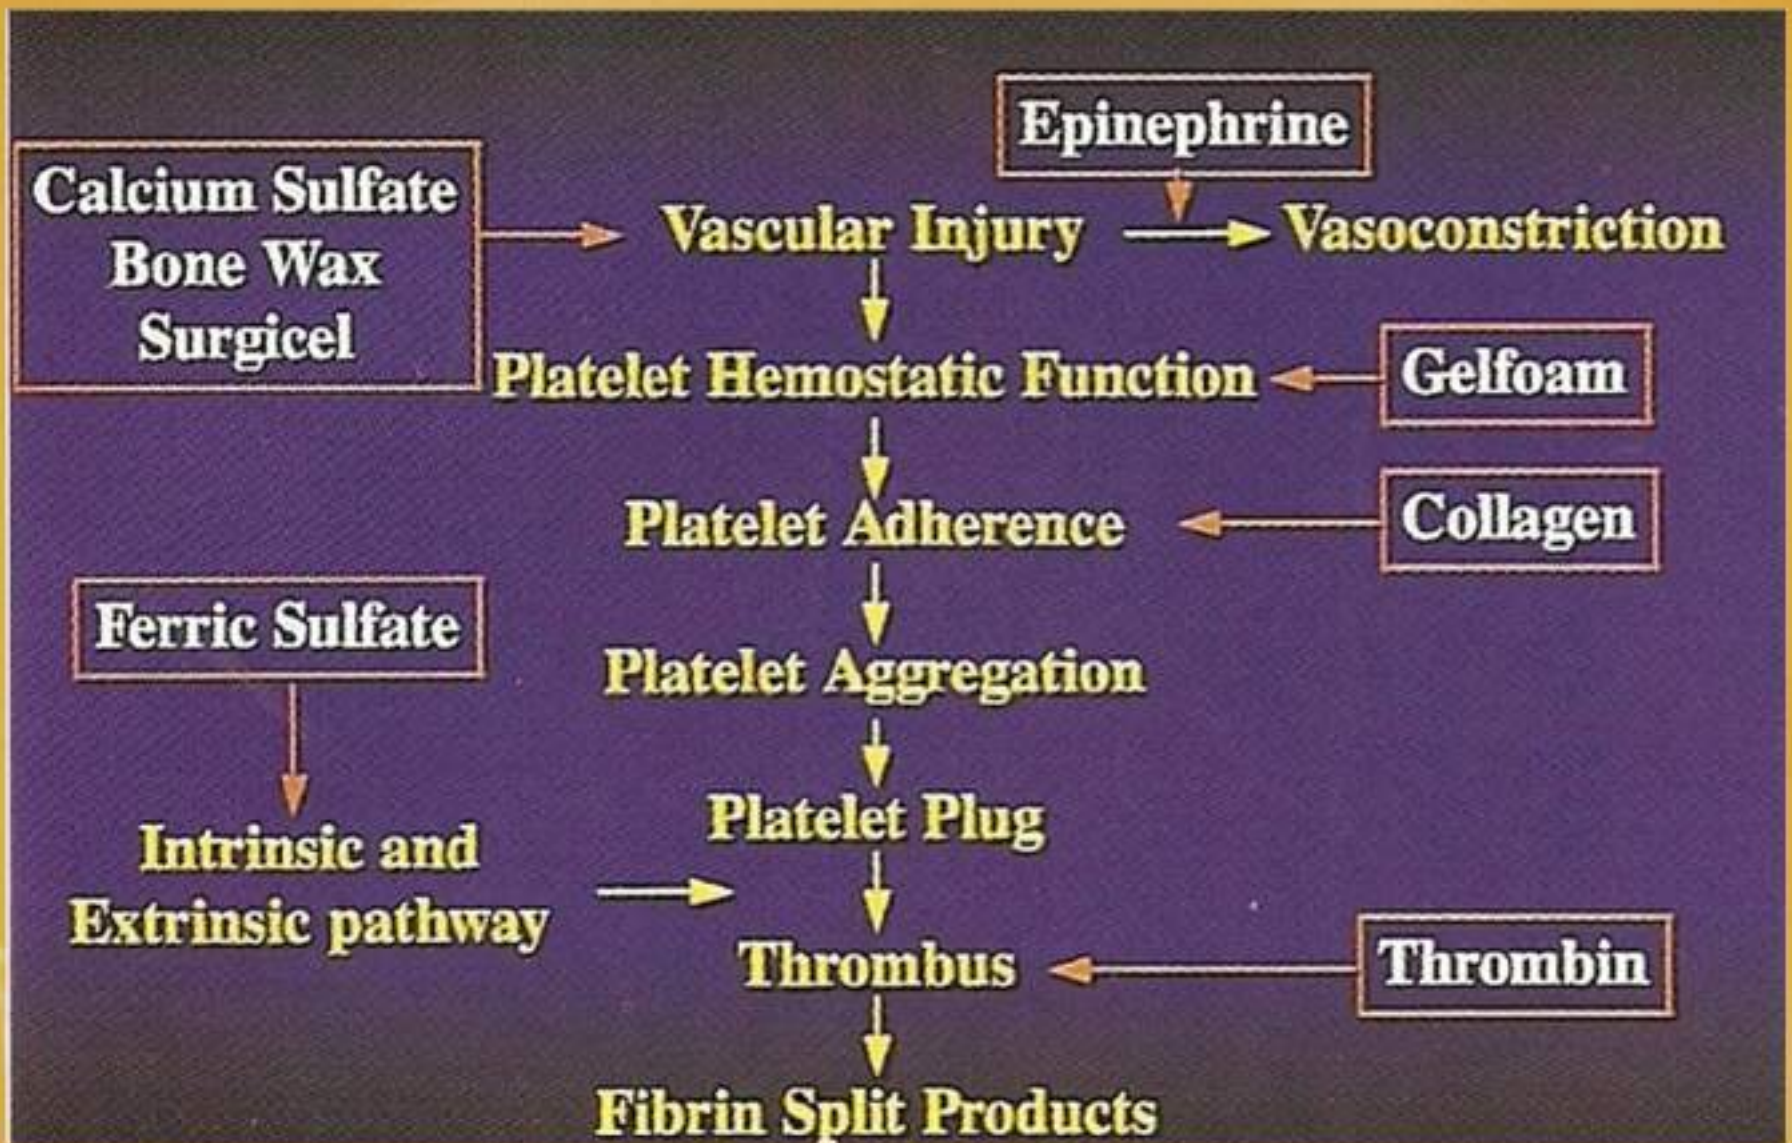 Epinephrine
Calcium Sulfate
Bone Wax
Surgicel
Vascular Injury
Vasoconstriction
Platelet Hemostatic Function
Gelfoam
Platelet Adherence
Collagen
Ferric Sulfate
Platelet Aggregation
Platelet Plug
Intrinsic and
Extrinsic pathway
Thrombus
Thrombin
Fibrin Split Products